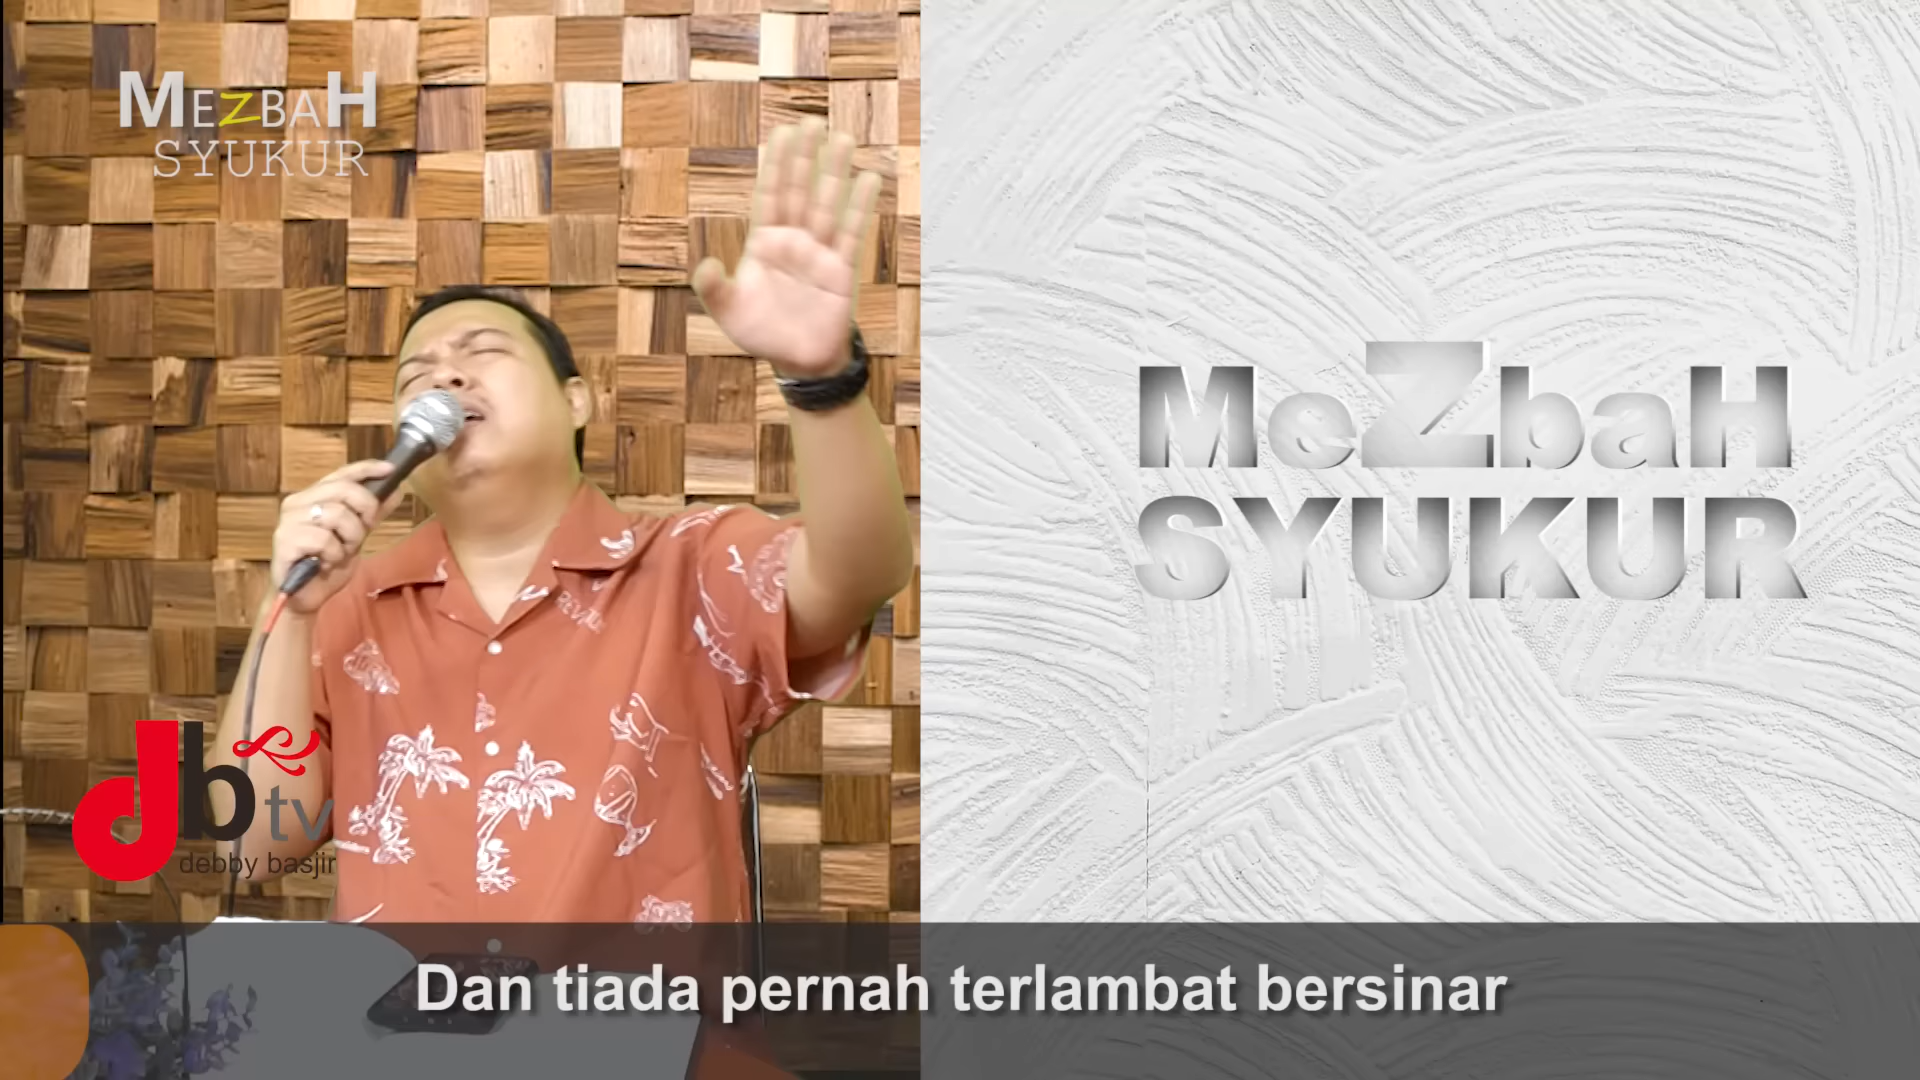 MEZBAH
SYUKUR
MeZbaH
SYUKUR
db tv
debby basjir
Dan tiada pernah terlambat bersinar